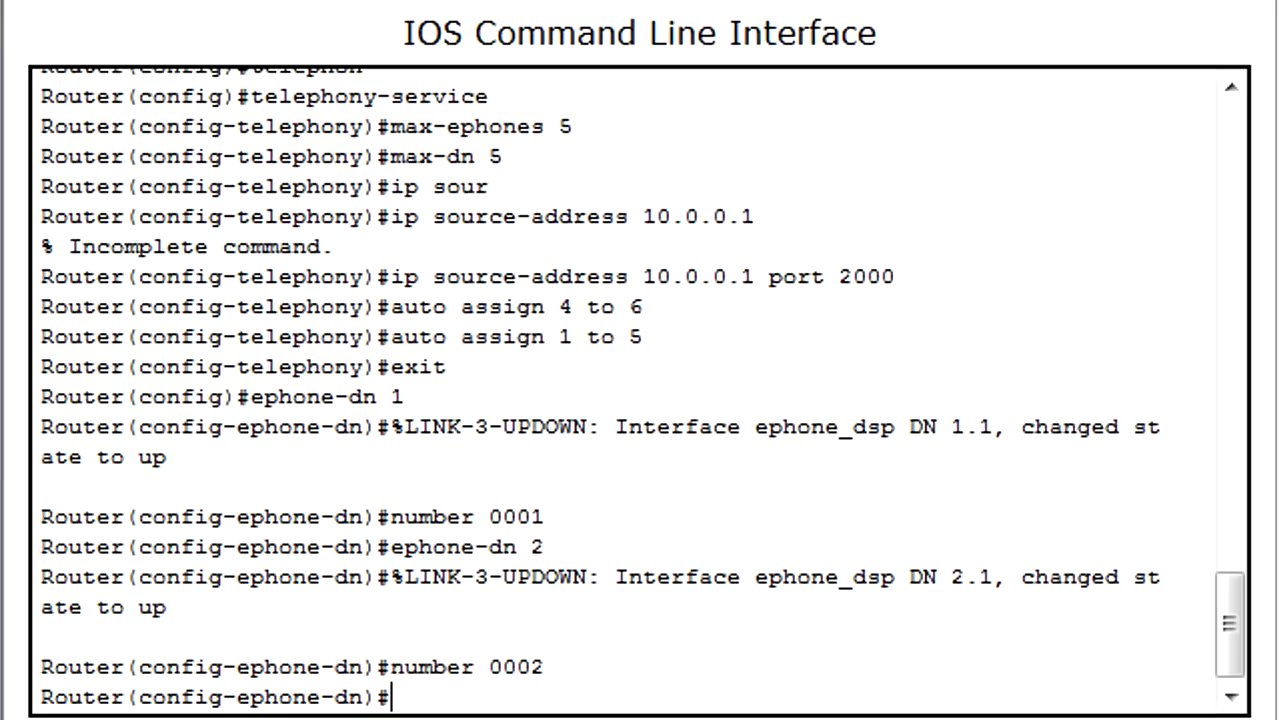 IOS Command Line Interface
Router(config)#telephon
Router(config)#telephony-service
Router(config-telephony)#max-ephones 5
Router(config-telephony)#max-dn 5
Router(config-telephony)#ip sour
Router(config-telephony)#ip source-address 10.0.0.1
% Incomplete command.
Router(config-telephony)#ip source-address 10.0.0.1 port 2000
Router(config-telephony)#auto assign 4 to 6
Router(config-telephony)#auto assign 1 to 5
Router(config-telephony)#exit
Router(config)#ephone-dn 1
Router(config-ephone-dn)#%LINK-3-UPDOWN: Interface ephone_dsp DN 1.1, changed st
ate to up
Router(config-ephone-dn)#number 0001
Router(config-ephone-dn)#ephone-dn 2
Router(config-ephone-dn)#%LINK-3-UPDOWN: Interface ephone_dsp DN 2.1, changed st
ate to up
Router(config-ephone-dn)#number 0002
Router(config-ephone-dn)#